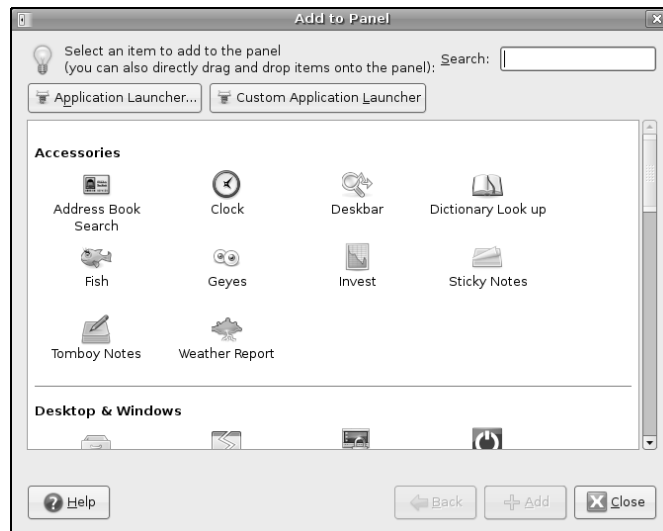 Add to Panel
Select an item to add to the panel
(you can also directly drag and drop items onto the panel):
Search:
Application Launcher...
Custom Application Launcher
Accessories
Address Book
Search
Clock
Deskbar
Dictionary Look up
Fish
Geyes
Invest
Sticky Notes
Tomboy Notes
Weather Report
Desktop & Windows
Help
Back
Add
Close